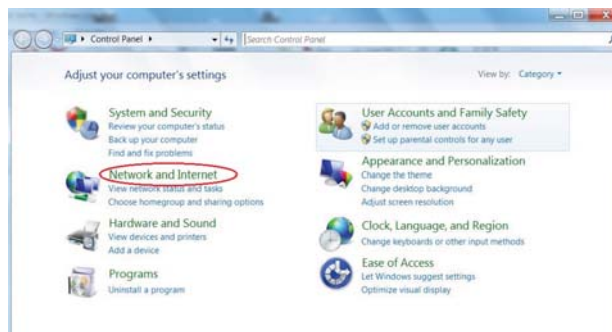 Control Panel
Search Control Panel
Adjust your computer's settings
View by: Category
System and Security
Review your computer's status
Back up your computer
Find and fix problems
Network and Internet
View network status and tasks
Choose homegroup and sharing options
Hardware and Sound
View devices and printers
Add a device
Programs
Uninstall a program
User Accounts and Family Safety
Add or remove user accounts
Set up parental controls for any user
Appearance and Personalization
Change the theme
Change desktop background
Adjust screen resolution
Clock, Language, and Region
Change keyboards or other input methods
Ease of Access
Let Windows suggest settings
Optimize visual display